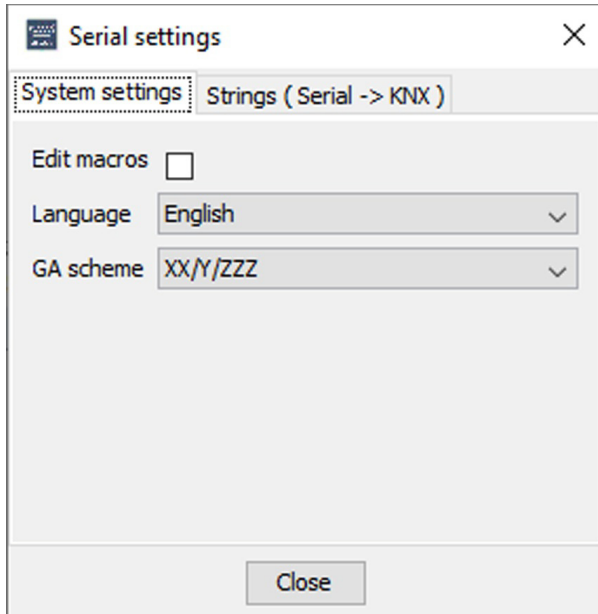 Serial settings
System settings Strings ( Serial -> KNX )
Edit macros
Language English
GA scheme XX/Y/ZZZ
Close